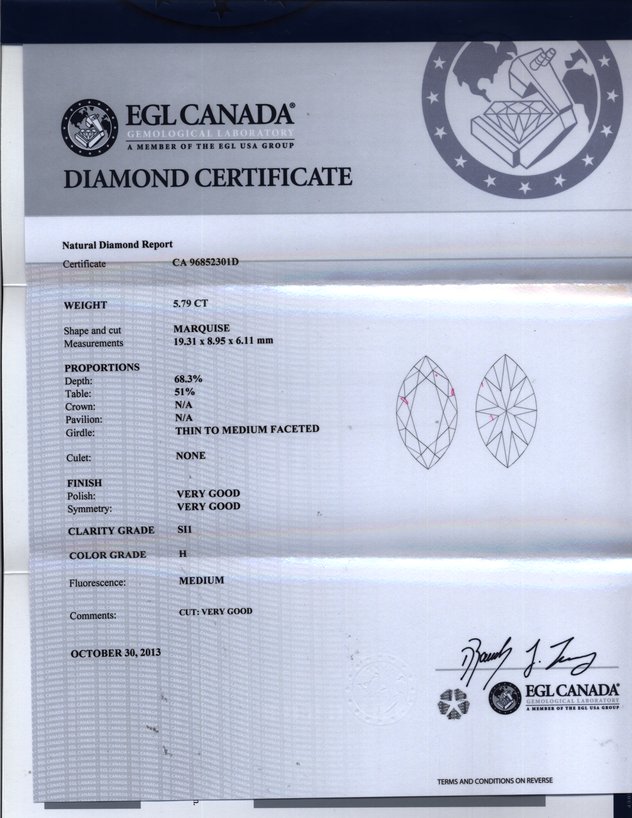 EGL CANADA®
GEMOLOGICAL LABORATORY
A MEMBER OF THE EGL USA GROUP
DIAMOND CERTIFICATE
Natural Diamond Report
Certificate CA 96852301D
WEIGHT 5.79 CT
Shape and cut MARQUISE
Measurements 19.31 x 8.95 x 6.11 mm
PROPORTIONS
Depth: 68.3%
Table: 51%
Crown: N/A
Pavilion: N/A
Girdle: THIN TO MEDIUM FACETED
Culet: NONE
FINISH
Polish: VERY GOOD
Symmetry: VERY GOOD
CLARITY GRADE SI1
COLOR GRADE H
Fluorescence: MEDIUM
Comments: CUT: VERY GOOD
OCTOBER 30, 2013
EGL CANADA®
GEMOLOGICAL LABORATORY
A MEMBER OF THE EGL USA GROUP
TERMS AND CONDITIONS ON REVERSE